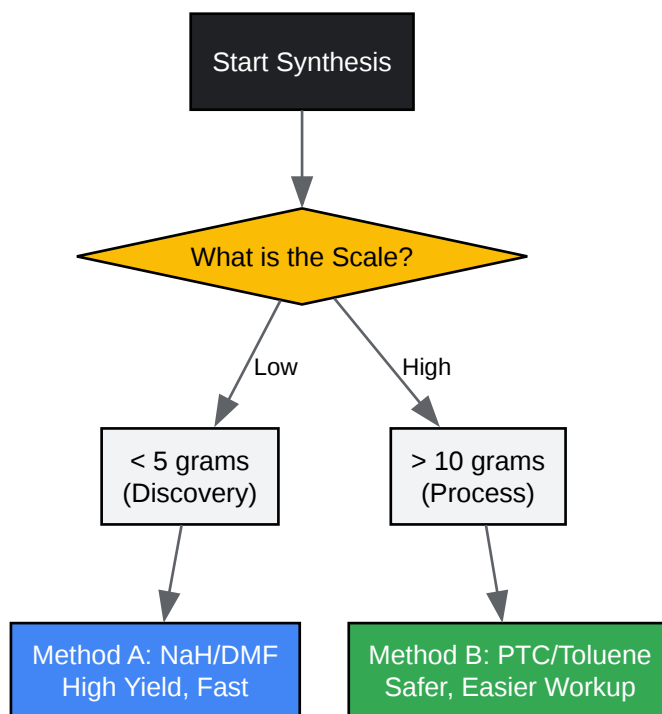 Start Synthesis
What is the Scale?
Low
High
< 5 grams
(Discovery)
> 10 grams
(Process)
Method A: NaH/DMF
High Yield, Fast
Method B: PTC/Toluene
Safer, Easier Workup